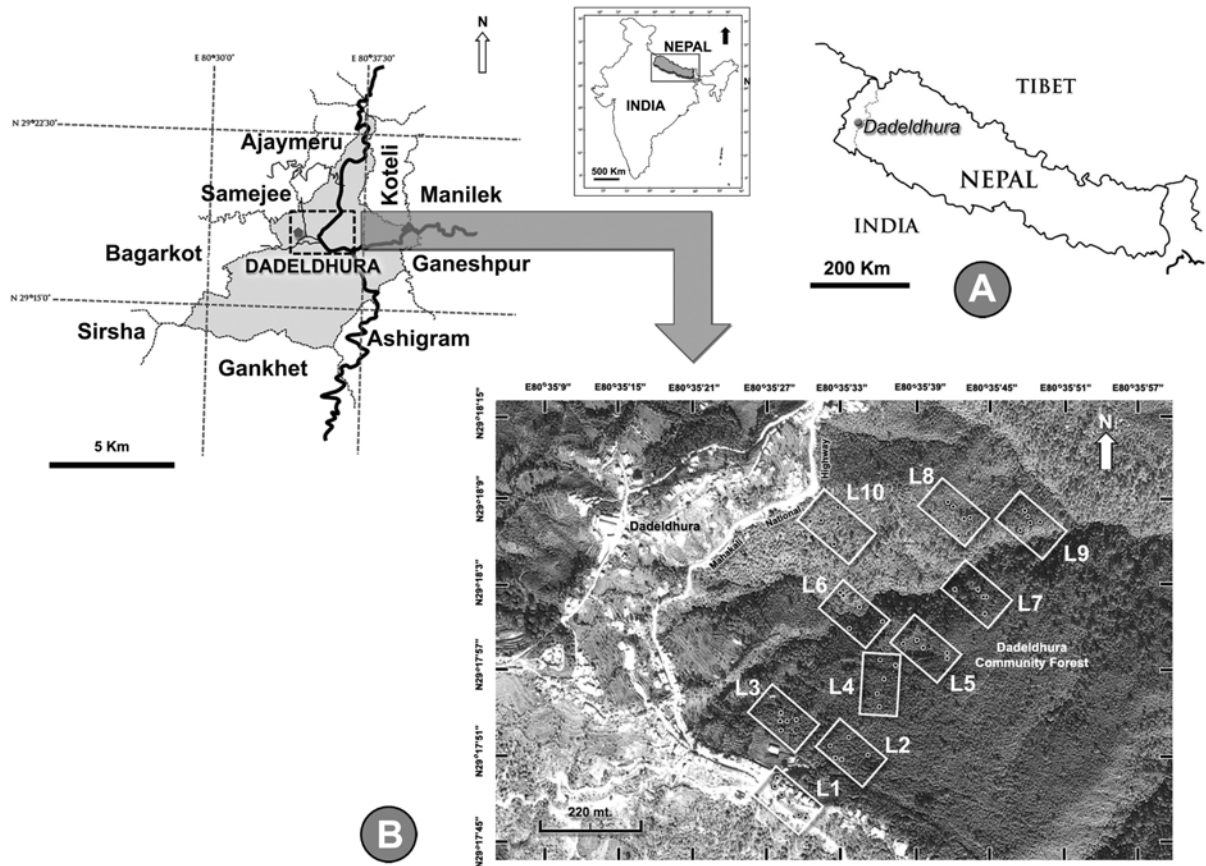 N
E 80°30'0"
E 80°37'30"
N 29°22'30"
Ajaymeru
Koteli
Samejee
Manilek
Bagarkot
DADELDHURA
Ganeshpur
N 29°15'0"
Sirsha
Ashigram
Gankhet
5 Km
NEPAL
N
INDIA
500 Km
TIBET
Dadeldhura
NEPAL
INDIA
200 Km
A
E80°35'9"
E80°35'15"
E80°35'21"
E80°35'27"
E80°35'33"
E80°35'39"
E80°35'45"
E80°35'51"
E80°35'57"
N29°18'15"
N29°18'9"
N29°18'3"
N29°17'57"
N29°17'51"
N29°17'45"
N
Highway
National
Mahakali
Dadeldhura
L10
L8
L9
L6
L7
Dadeldhura
Community Forest
L5
L4
L3
L2
L1
220 mt.
B